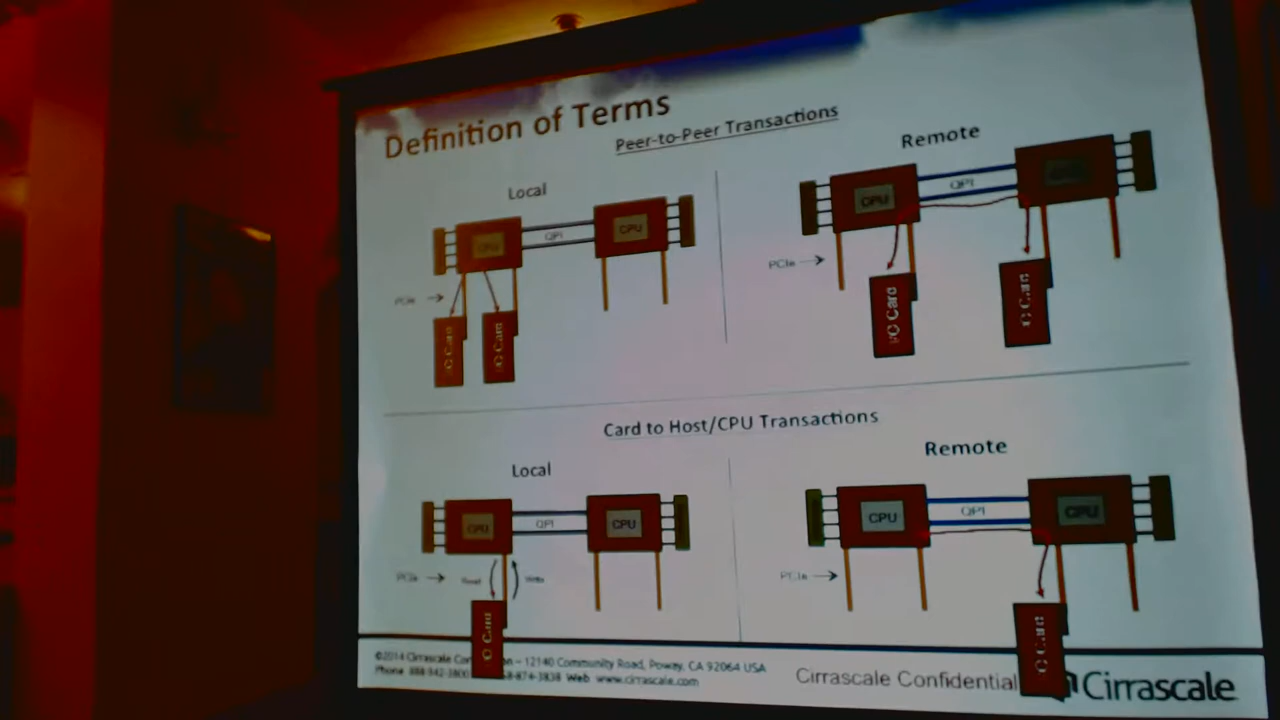 Definition of Terms
Peer-to-Peer Transactions
Local
Remote
CPU
QPI
CPU
CPU
QPI
PCIe
PCIe
I/O Card
I/O Card
I/O Card
I/O Card
Card to Host/CPU Transactions
Local
Remote
CPU
QPI
CPU
CPU
QPI
CPU
PCIe
Read
Write
PCIe
I/O Card
I/O Card
©2014 Cirrascale – 12140 Community Road, Poway, CA 92064 USA
Phone 888-942-3800 Web www.cirrascale.com
Cirrascale Confidential
Cirrascale